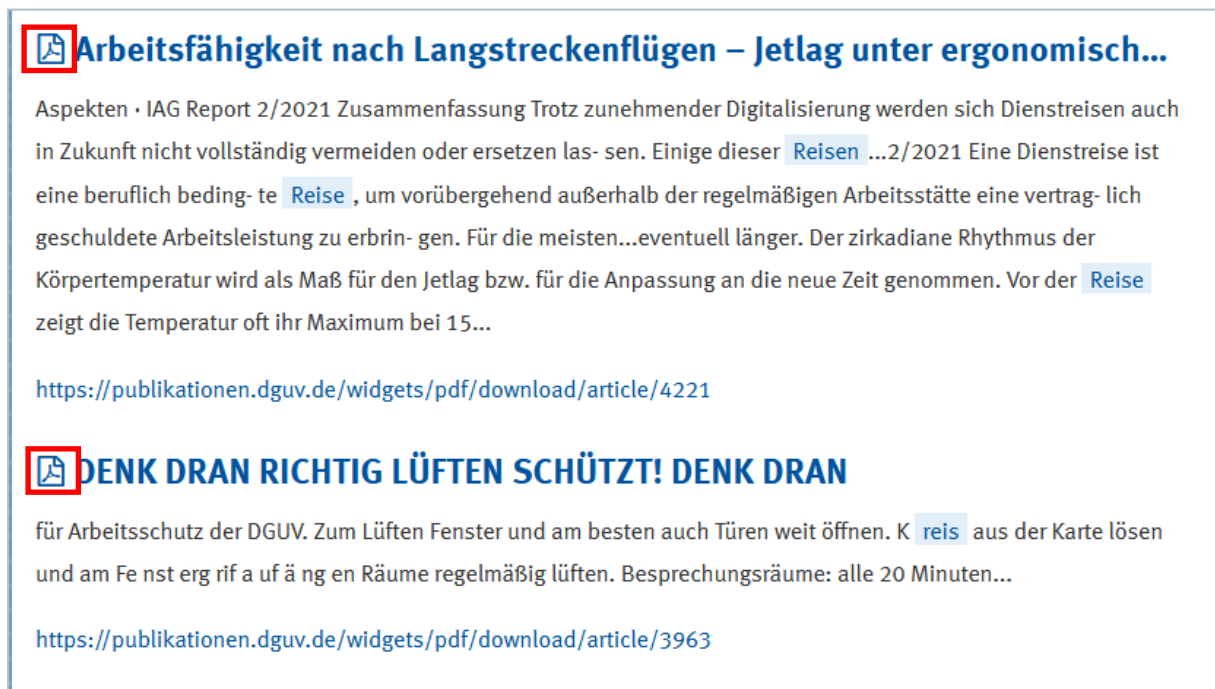 Arbeitsfähigkeit nach Langstreckenflügen – Jetlag unter ergonomisch...
Aspekten · IAG Report 2/2021 Zusammenfassung Trotz zunehmender Digitalisierung werden sich Dienstreisen auch
in Zukunft nicht vollständig vermeiden oder ersetzen las- sen. Einige dieser Reisen ...2/2021 Eine Dienstreise ist
eine beruflich beding- te Reise , um vorübergehend außerhalb der regelmäßigen Arbeitsstätte eine vertrag- lich
geschuldete Arbeitsleistung zu erbrin- gen. Für die meisten...eventuell länger. Der zirkadiane Rhythmus der
Körpertemperatur wird als Maß für den Jetlag bzw. für die Anpassung an die neue Zeit genommen. Vor der Reise
zeigt die Temperatur oft ihr Maximum bei 15...
https://publikationen.dguv.de/widgets/pdf/download/article/4221
DENK DRAN RICHTIG LÜFTEN SCHÜTZT! DENK DRAN
für Arbeitsschutz der DGUV. Zum Lüften Fenster und am besten auch Türen weit öffnen. K reis aus der Karte lösen
und am Fe nst erg rif a uf ä ng en Räume regelmäßig lüften. Besprechungsräume: alle 20 Minuten...
https://publikationen.dguv.de/widgets/pdf/download/article/3963